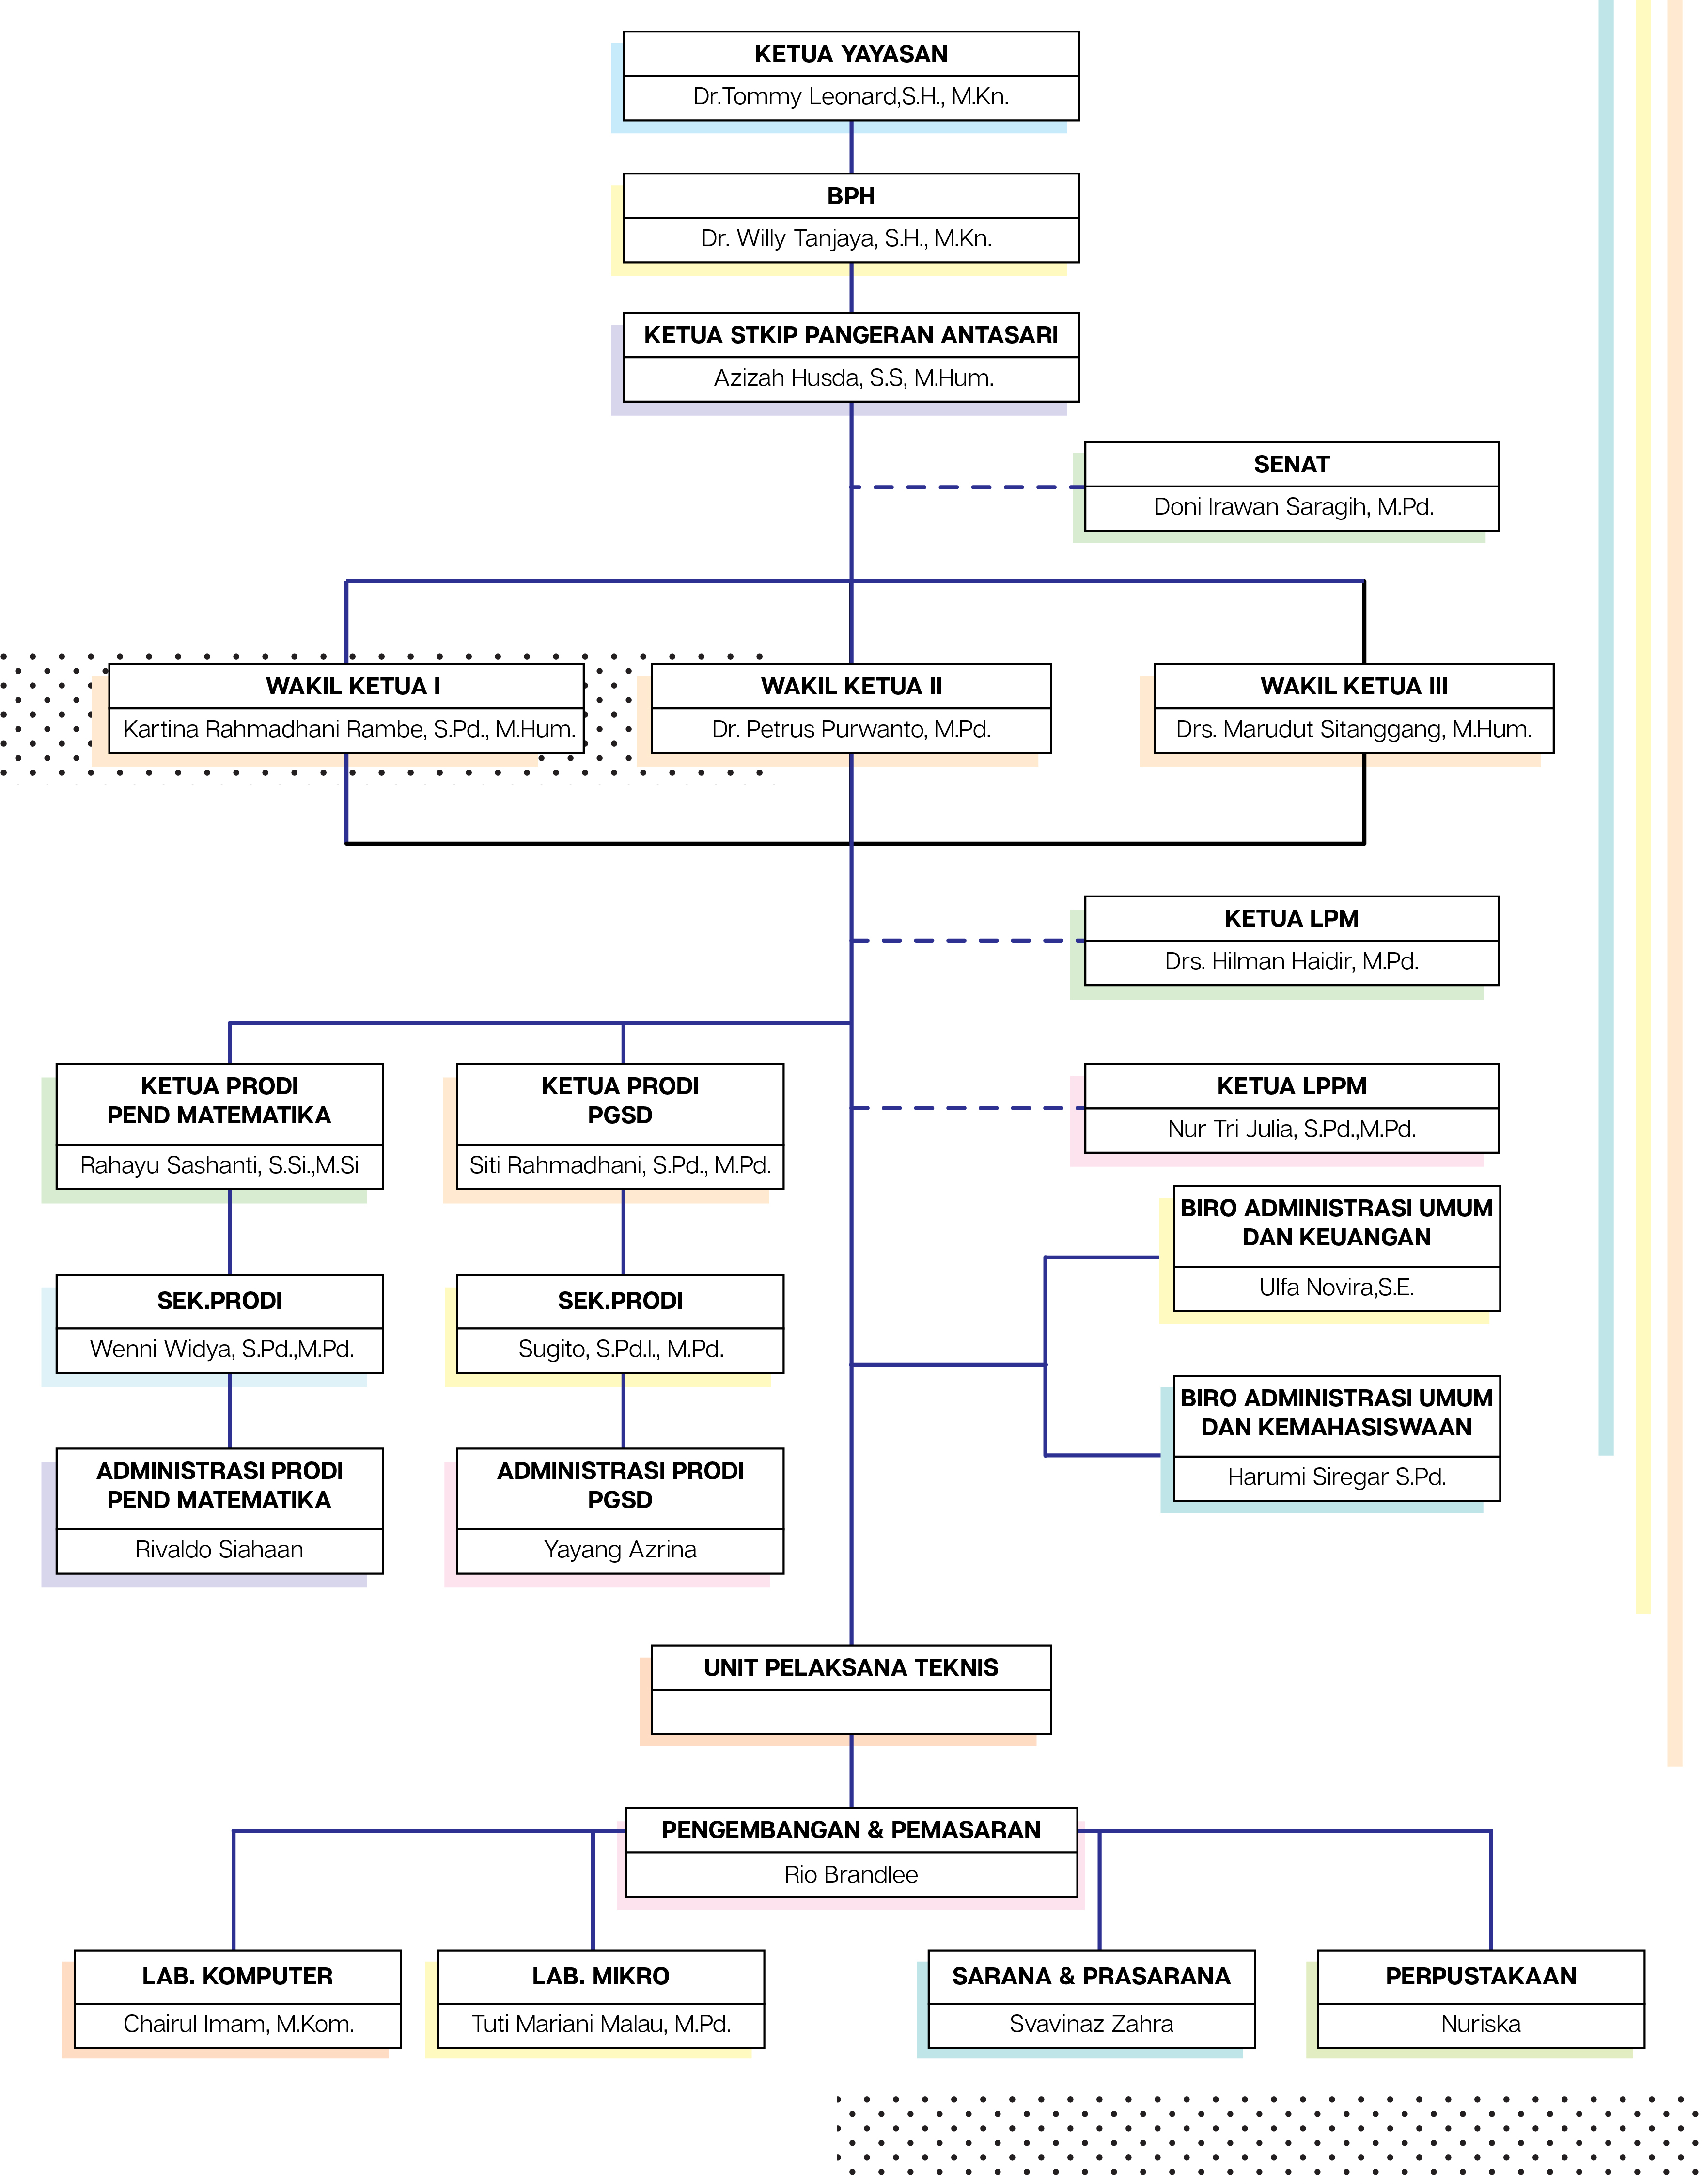 KETUA YAYASAN
Dr.Tommy Leonard,S.H., M.Kn.
BPH
Dr. Willy Tanjaya, S.H., M.Kn.
KETUA STKIP PANGERAN ANTASARI
Azizah Husda, S.S, M.Hum.
SENAT
Doni Irawan Saragih, M.Pd.
WAKIL KETUA I
Kartina Rahmadhani Rambe, S.Pd., M.Hum.
WAKIL KETUA II
Dr. Petrus Purwanto, M.Pd.
WAKIL KETUA III
Drs. Marudut Sitanggang, M.Hum.
KETUA LPM
Drs. Hilman Haidir, M.Pd.
KETUA PRODI
PEND MATEMATIKA
Rahayu Sashanti, S.Si.,M.Si
KETUA PRODI
PGSD
Siti Rahmadhani, S.Pd., M.Pd.
KETUA LPPM
Nur Tri Julia, S.Pd.,M.Pd.
BIRO ADMINISTRASI UMUM
DAN KEUANGAN
Ulfa Novira,S.E.
SEK.PRODI
Wenni Widya, S.Pd.,M.Pd.
SEK.PRODI
Sugito, S.Pd.I., M.Pd.
BIRO ADMINISTRASI UMUM
DAN KEMAHASISWAAN
Harumi Siregar S.Pd.
ADMINISTRASI PRODI
PEND MATEMATIKA
Rivaldo Siahaan
ADMINISTRASI PRODI
PGSD
Yayang Azrina
UNIT PELAKSANA TEKNIS
PENGEMBANGAN & PEMASARAN
Rio Brandlee
LAB. KOMPUTER
Chairul Imam, M.Kom.
LAB. MIKRO
Tuti Mariani Malau, M.Pd.
SARANA & PRASARANA
Svavinaz Zahra
PERPUSTAKAAN
Nuriska